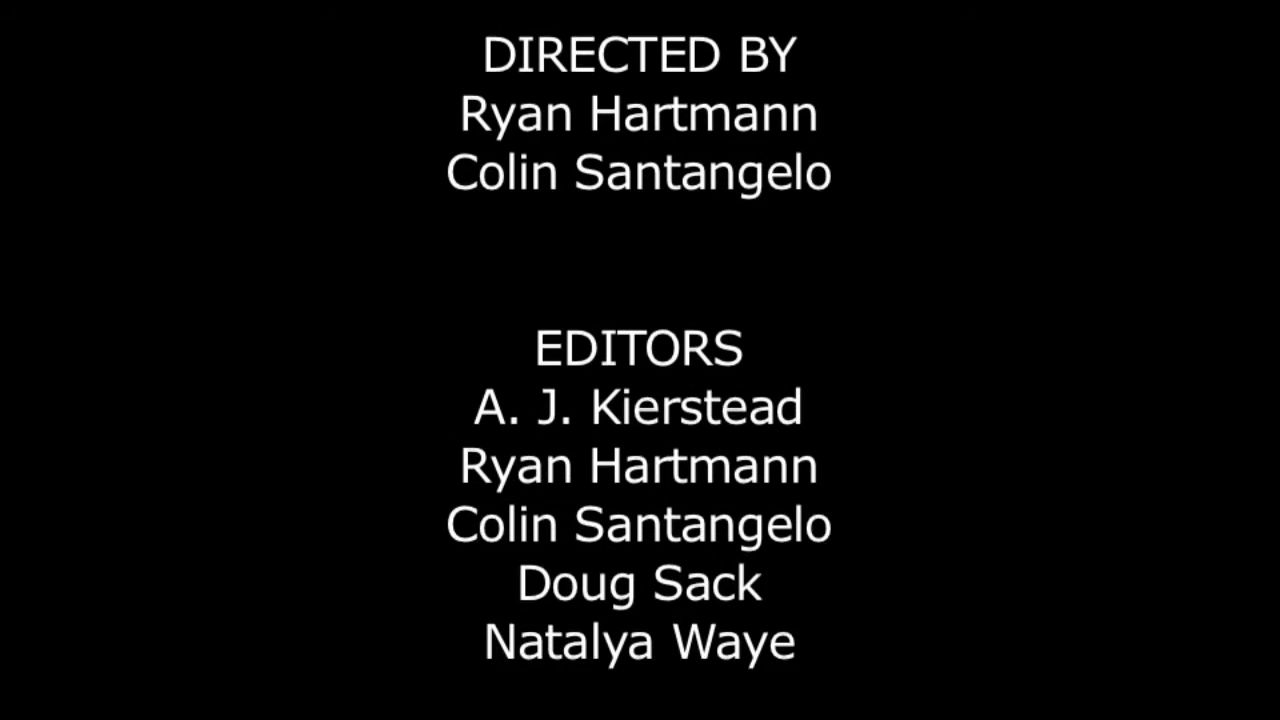 DIRECTED BY
Ryan Hartmann
Colin Santangelo
EDITORS
A. J. Kierstead
Ryan Hartmann
Colin Santangelo
Doug Sack
Natalya Waye